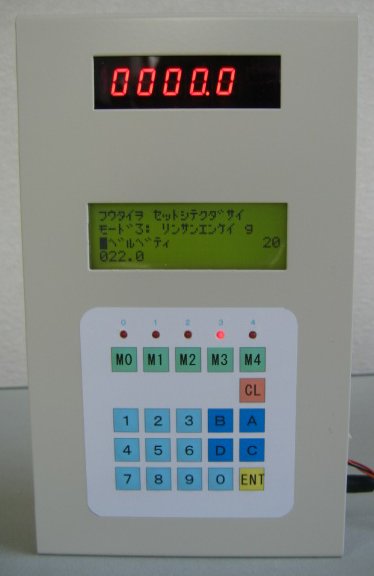 0000.0
フウタイヲ セットシテクダサイ
モード3: リンサンエンケイ g
ベルベティ 20
022.0
0 1 2 3 4
M0 M1 M2 M3 M4
CL
1 2 3 B A
4 5 6 D C
7 8 9 0 ENT